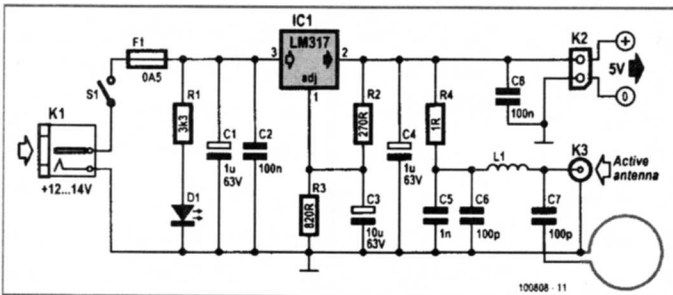 IC1
LM317
adj
3
2
1
F1
0A5
S1
K1
+12...14V
R1
3k3
D1
C1
1u
63V
C2
100n
R2
270R
R3
820R
C3
10u
63V
C4
1u
63V
R4
1R
C5
1n
C6
100p
L1
C7
100p
C8
100n
K2
+
5V
0
K3
Active
antenna
100808 - 11